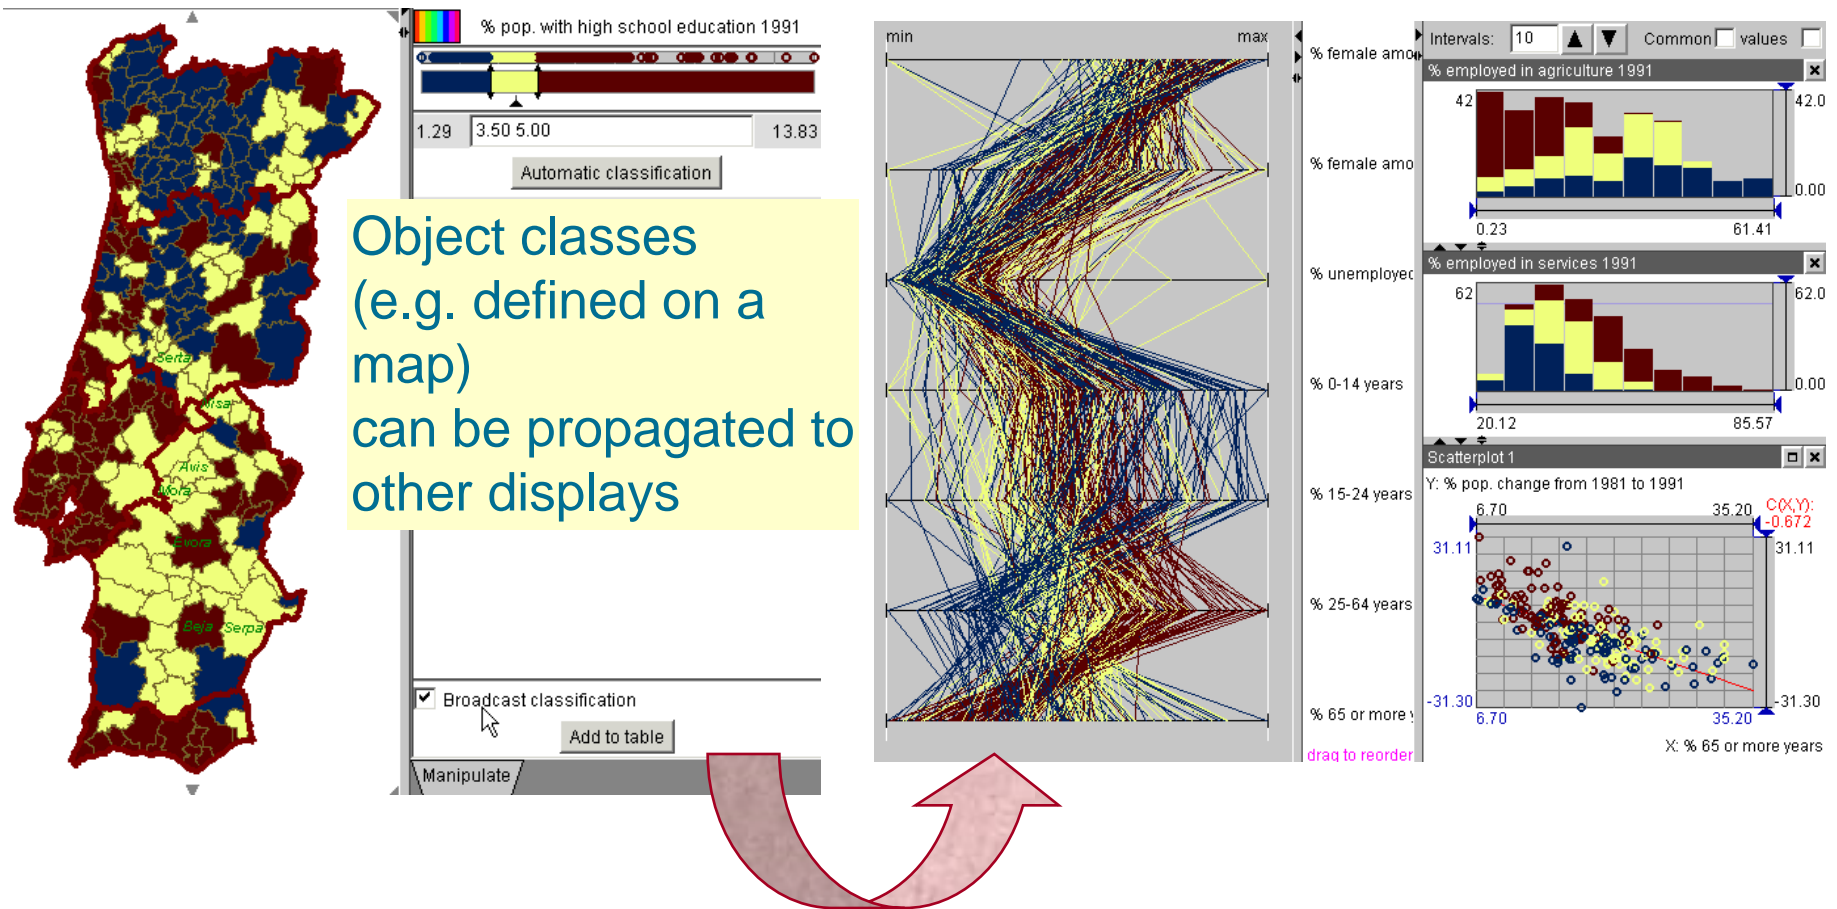 Serta
Nisa
Avis
Mora
Evora
Beja
Serpa
% pop. with high school education 1991
1.29
3.50 5.00
13.83
Automatic classification
Object classes
(e.g. defined on a
map)
can be propagated to
other displays
Broadcast classification
Add to table
Manipulate
min
max
% female amo
% female amo
% unemployed
% 0-14 years
% 15-24 years
% 25-64 years
% 65 or more y
drag to reorder
Intervals: 10 Common values
% employed in agriculture 1991
42
42.0
0.00
0.23
61.41
% employed in services 1991
62
62.0
0.00
20.12
85.57
Scatterplot 1
Y: % pop. change from 1981 to 1991
6.70
35.20
C(X,Y):
-0.672
31.11
31.11
-31.30
-31.30
6.70
35.20
X: % 65 or more years